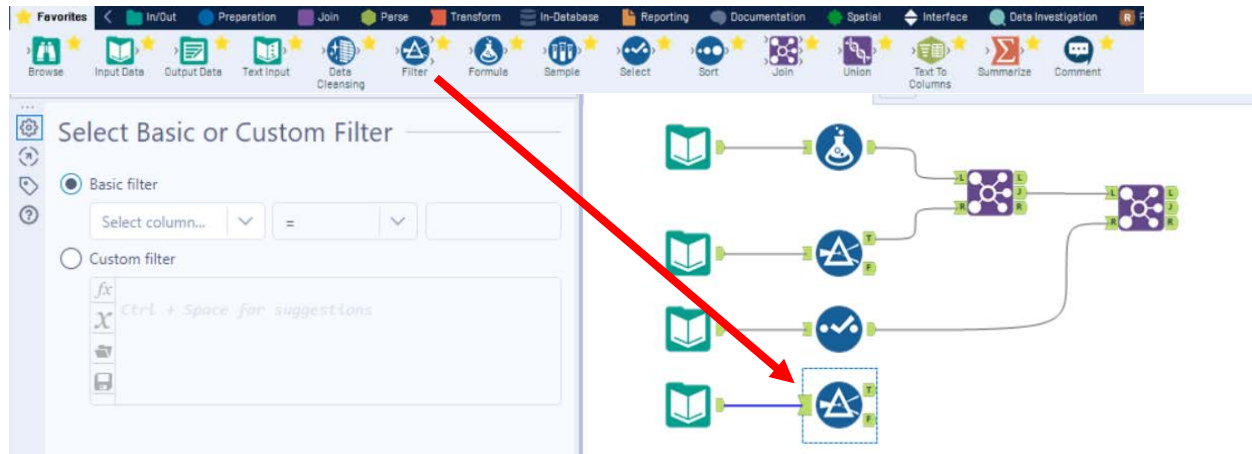 Favorites In/Out Preparation Join Parse Transform In-Database Reporting Documentation Spatial Interface Data Investigation R
Browse Input Data Output Data Text Input Data Cleansing Filter Formula Sample Select Sort Join Union Text To Columns Summarize Comment
Select Basic or Custom Filter
Basic filter
Select column... =
Custom filter
fx
Ctrl + Space for suggestions
X
L L
J
R R
L L
J
R R
T
F
T
F